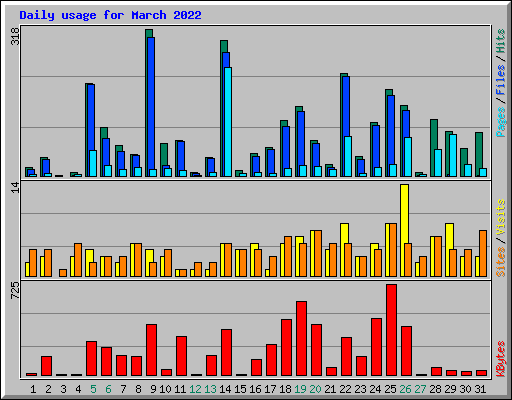 Daily usage for March 2022
318
Pages / Files / Hits
14
Sites / Visits
725
KBytes
1 2 3 4 5 6 7 8 9 10 11 12 13 14 15 16 17 18 19 20 21 22 23 24 25 26 27 28 29 30 31